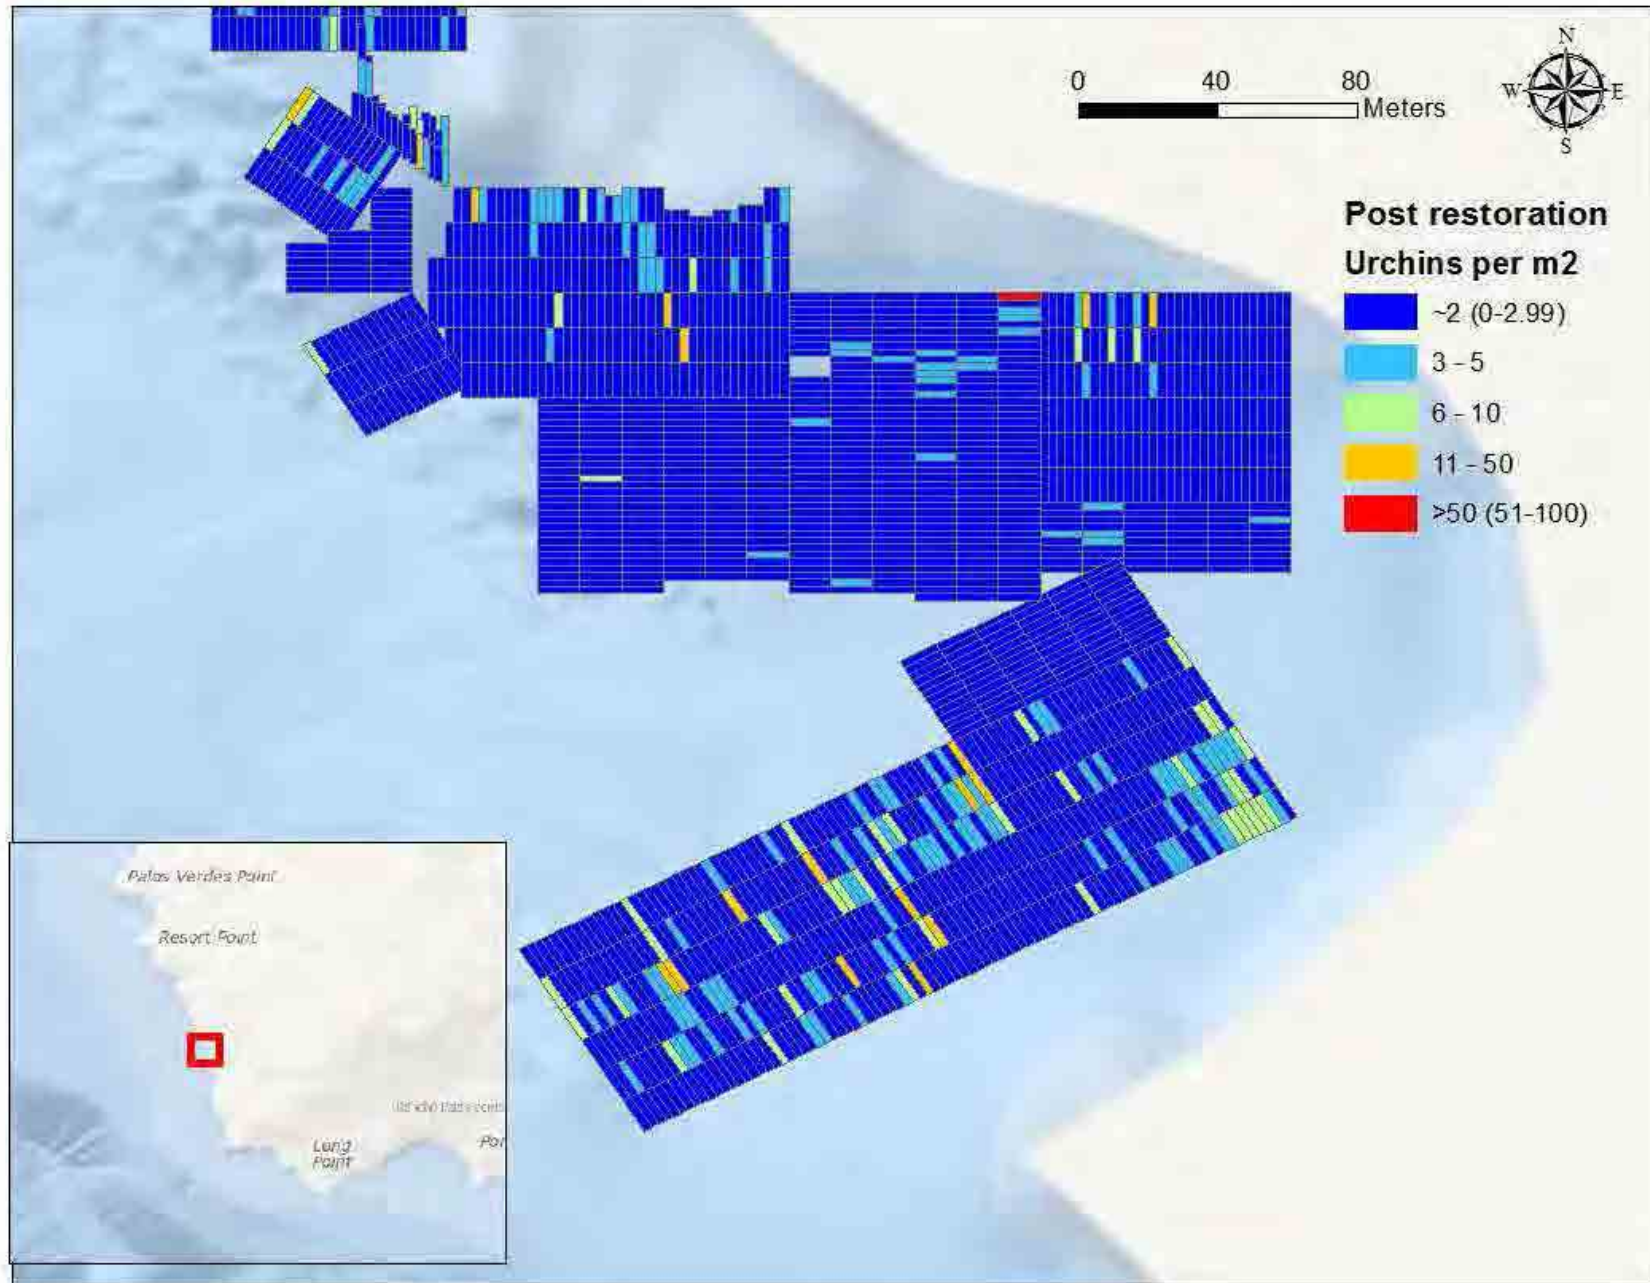 N
W E
S
0 40 80
Meters
Post restoration
Urchins per m2
~2 (0-2.99)
3 - 5
6 - 10
11 - 50
>50 (51-100)
Palos Verdes Point
Resort Point
Long
Point